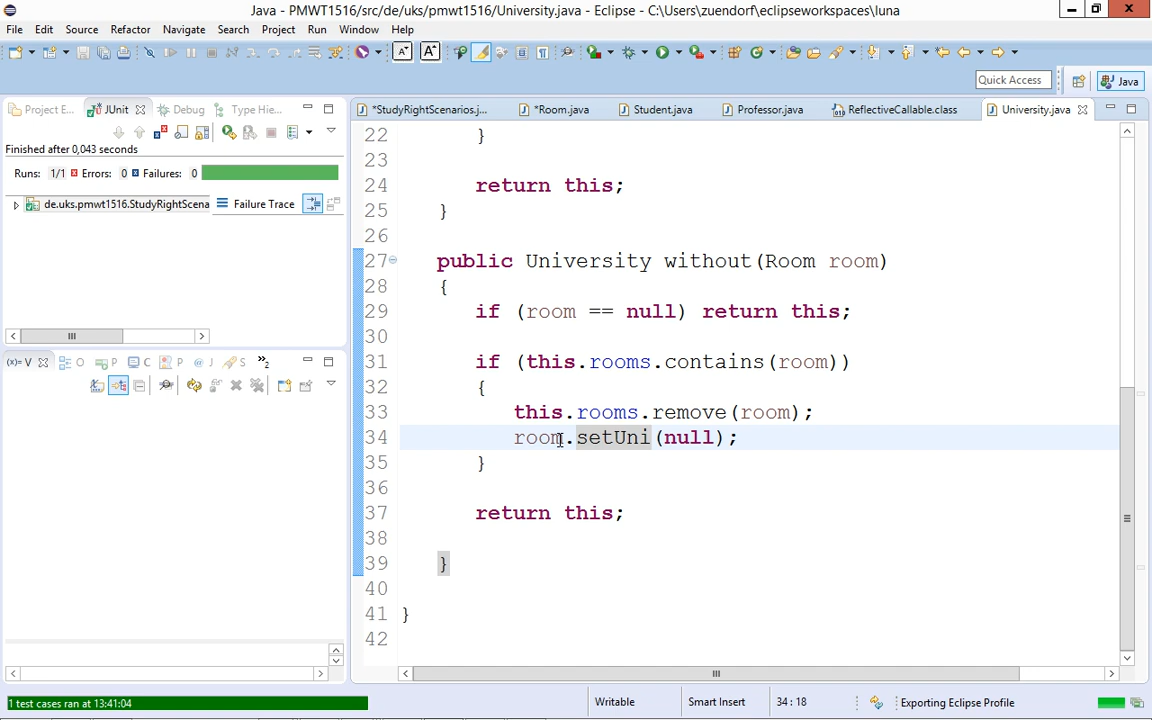 Java - PMWT1516/src/de/uks/pmwt1516/University.java - Eclipse - C:\Users\zuendorf\eclipseworkspaces\luna
File Edit Source Refactor Navigate Search Project Run Window Help
Quick Access
Java
Project E...
JUnit
Debug
Type Hie...
*StudyRightScenarios.j...
*Room.java
Student.java
Professor.java
ReflectiveCallable.class
University.java
Finished after 0,043 seconds
Runs: 1/1 Errors: 0 Failures: 0
de.uks.pmwt1516.StudyRightScena
Failure Trace
(x)= V
O
P
C
P
@ J
S
»2
22 }
23
24 return this;
25 }
26
27 public University without(Room room)
28 {
29 if (room == null) return this;
30
31 if (this.rooms.contains(room))
32 {
33 this.rooms.remove(room);
34 room.setUni(null);
35 }
36
37 return this;
38
39 }
40
41 }
42
1 test cases ran at 13:41:04
Writable
Smart Insert
34 : 18
Exporting Eclipse Profile